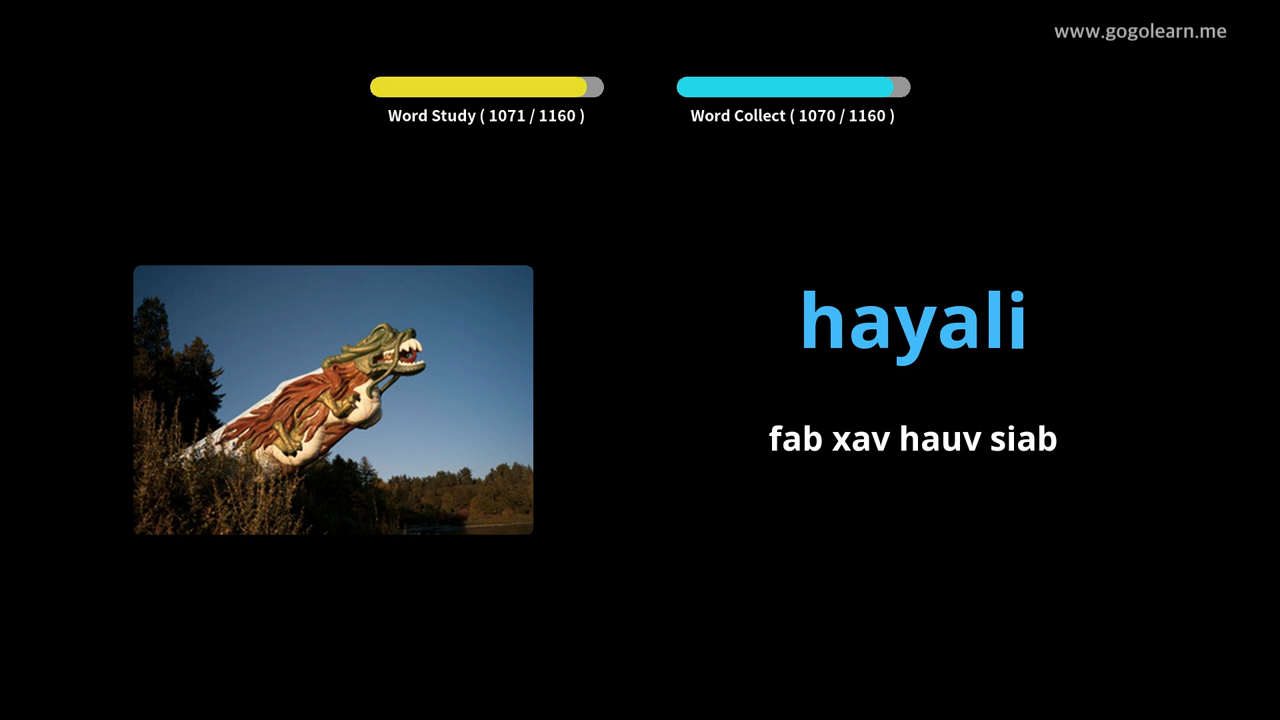 www.gogolearn.me
Word Study ( 1071 / 1160 )
Word Collect ( 1070 / 1160 )
hayali
fab xav hauv siab